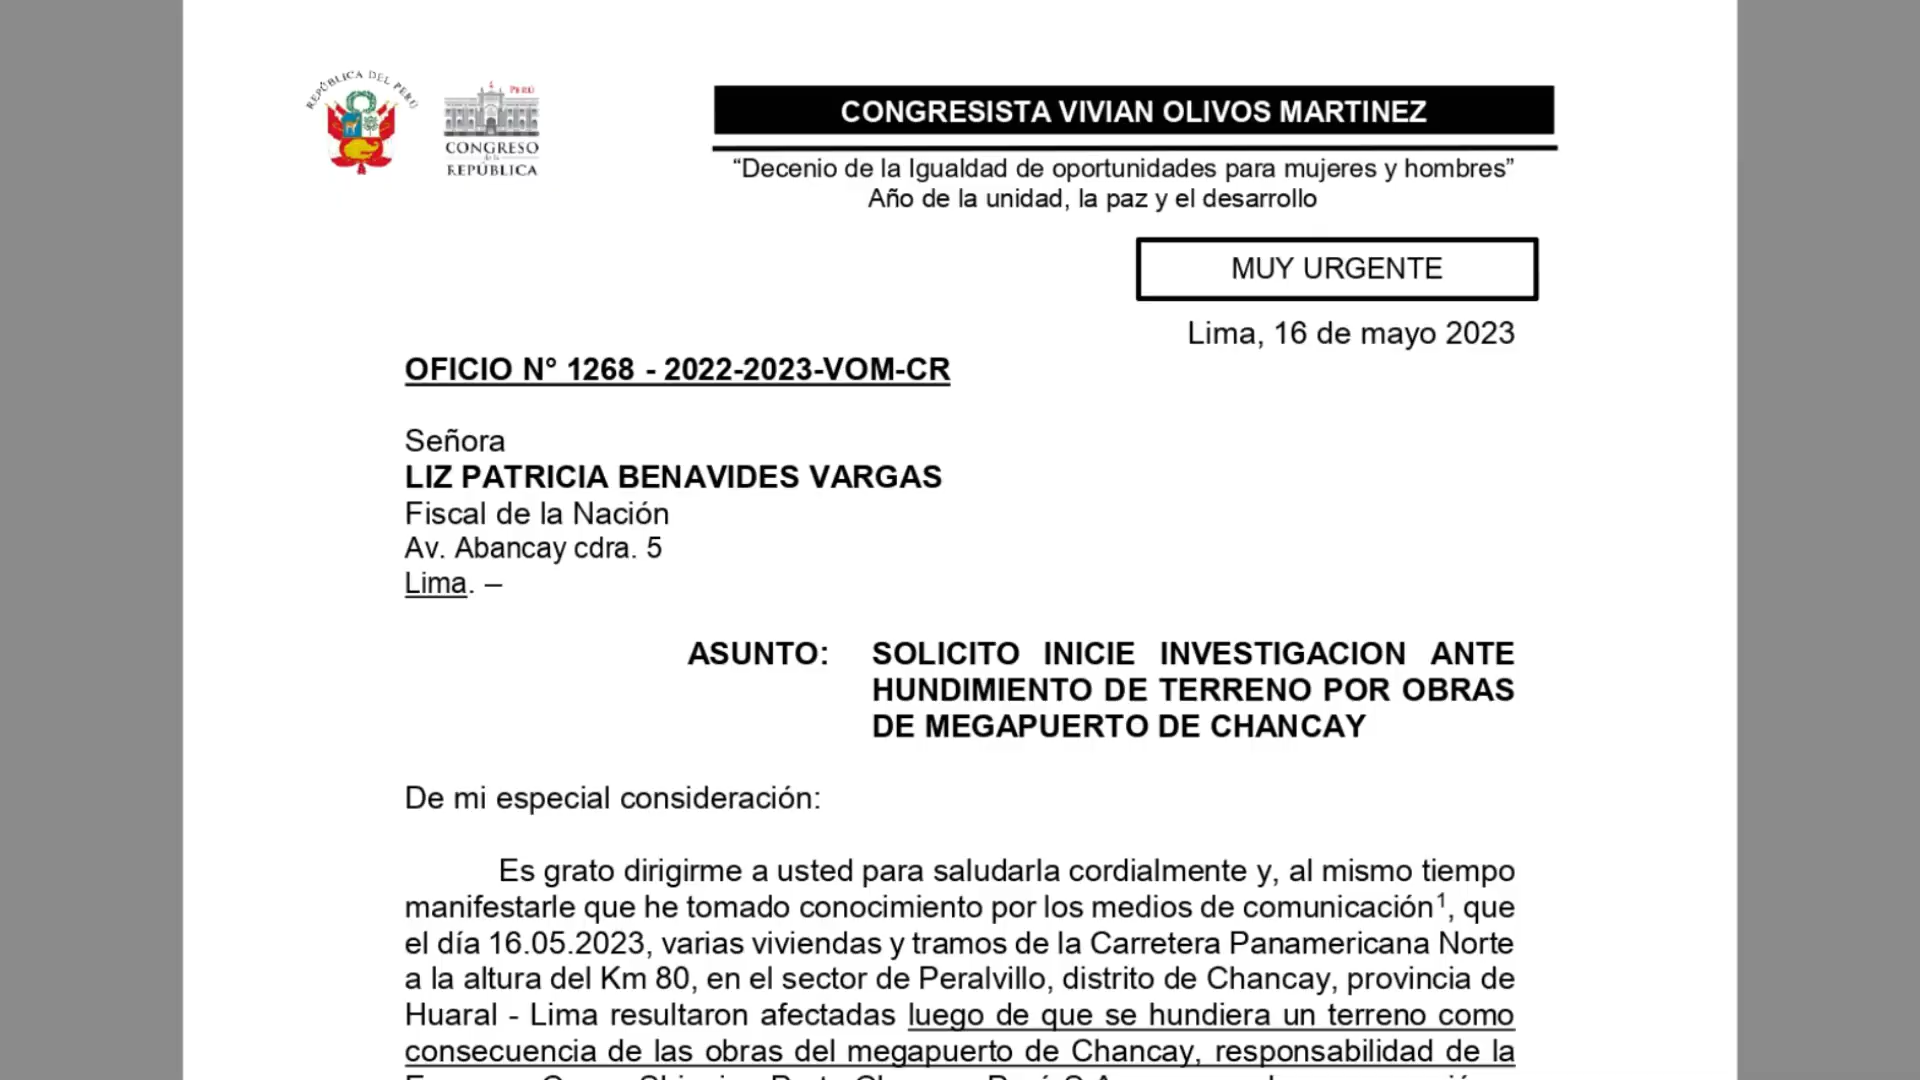 REPÚBLICA DEL PERÚ
PERÚ
CONGRESO
de la
REPÚBLICA
CONGRESISTA VIVIAN OLIVOS MARTINEZ
“Decenio de la Igualdad de oportunidades para mujeres y hombres”
Año de la unidad, la paz y el desarrollo
MUY URGENTE
Lima, 16 de mayo 2023
OFICIO N° 1268 - 2022-2023-VOM-CR
Señora
LIZ PATRICIA BENAVIDES VARGAS
Fiscal de la Nación
Av. Abancay cdra. 5
Lima. –
ASUNTO: SOLICITO INICIE INVESTIGACION ANTE
HUNDIMIENTO DE TERRENO POR OBRAS
DE MEGAPUERTO DE CHANCAY
De mi especial consideración:
Es grato dirigirme a usted para saludarla cordialmente y, al mismo tiempo
manifestarle que he tomado conocimiento por los medios de comunicación¹, que
el día 16.05.2023, varias viviendas y tramos de la Carretera Panamericana Norte
a la altura del Km 80, en el sector de Peralvillo, distrito de Chancay, provincia de
Huaral - Lima resultaron afectadas luego de que se hundiera un terreno como
consecuencia de las obras del megapuerto de Chancay, responsabilidad de la